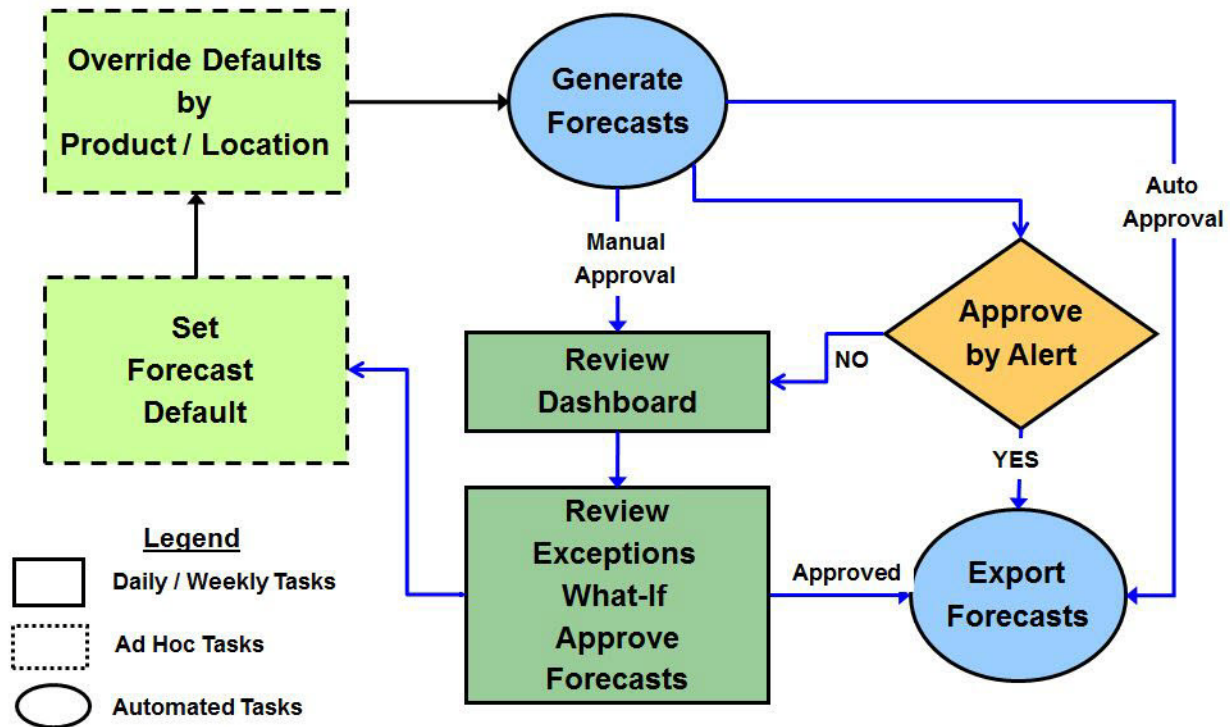 Override Defaults
by
Product / Location
Generate
Forecasts
Auto
Approval
Manual
Approval
Set
Forecast
Default
Approve
by Alert
Review
Dashboard
NO
YES
Review
Exceptions
What-If
Approve
Forecasts
Approved
Export
Forecasts
Legend
Daily / Weekly Tasks
Ad Hoc Tasks
Automated Tasks